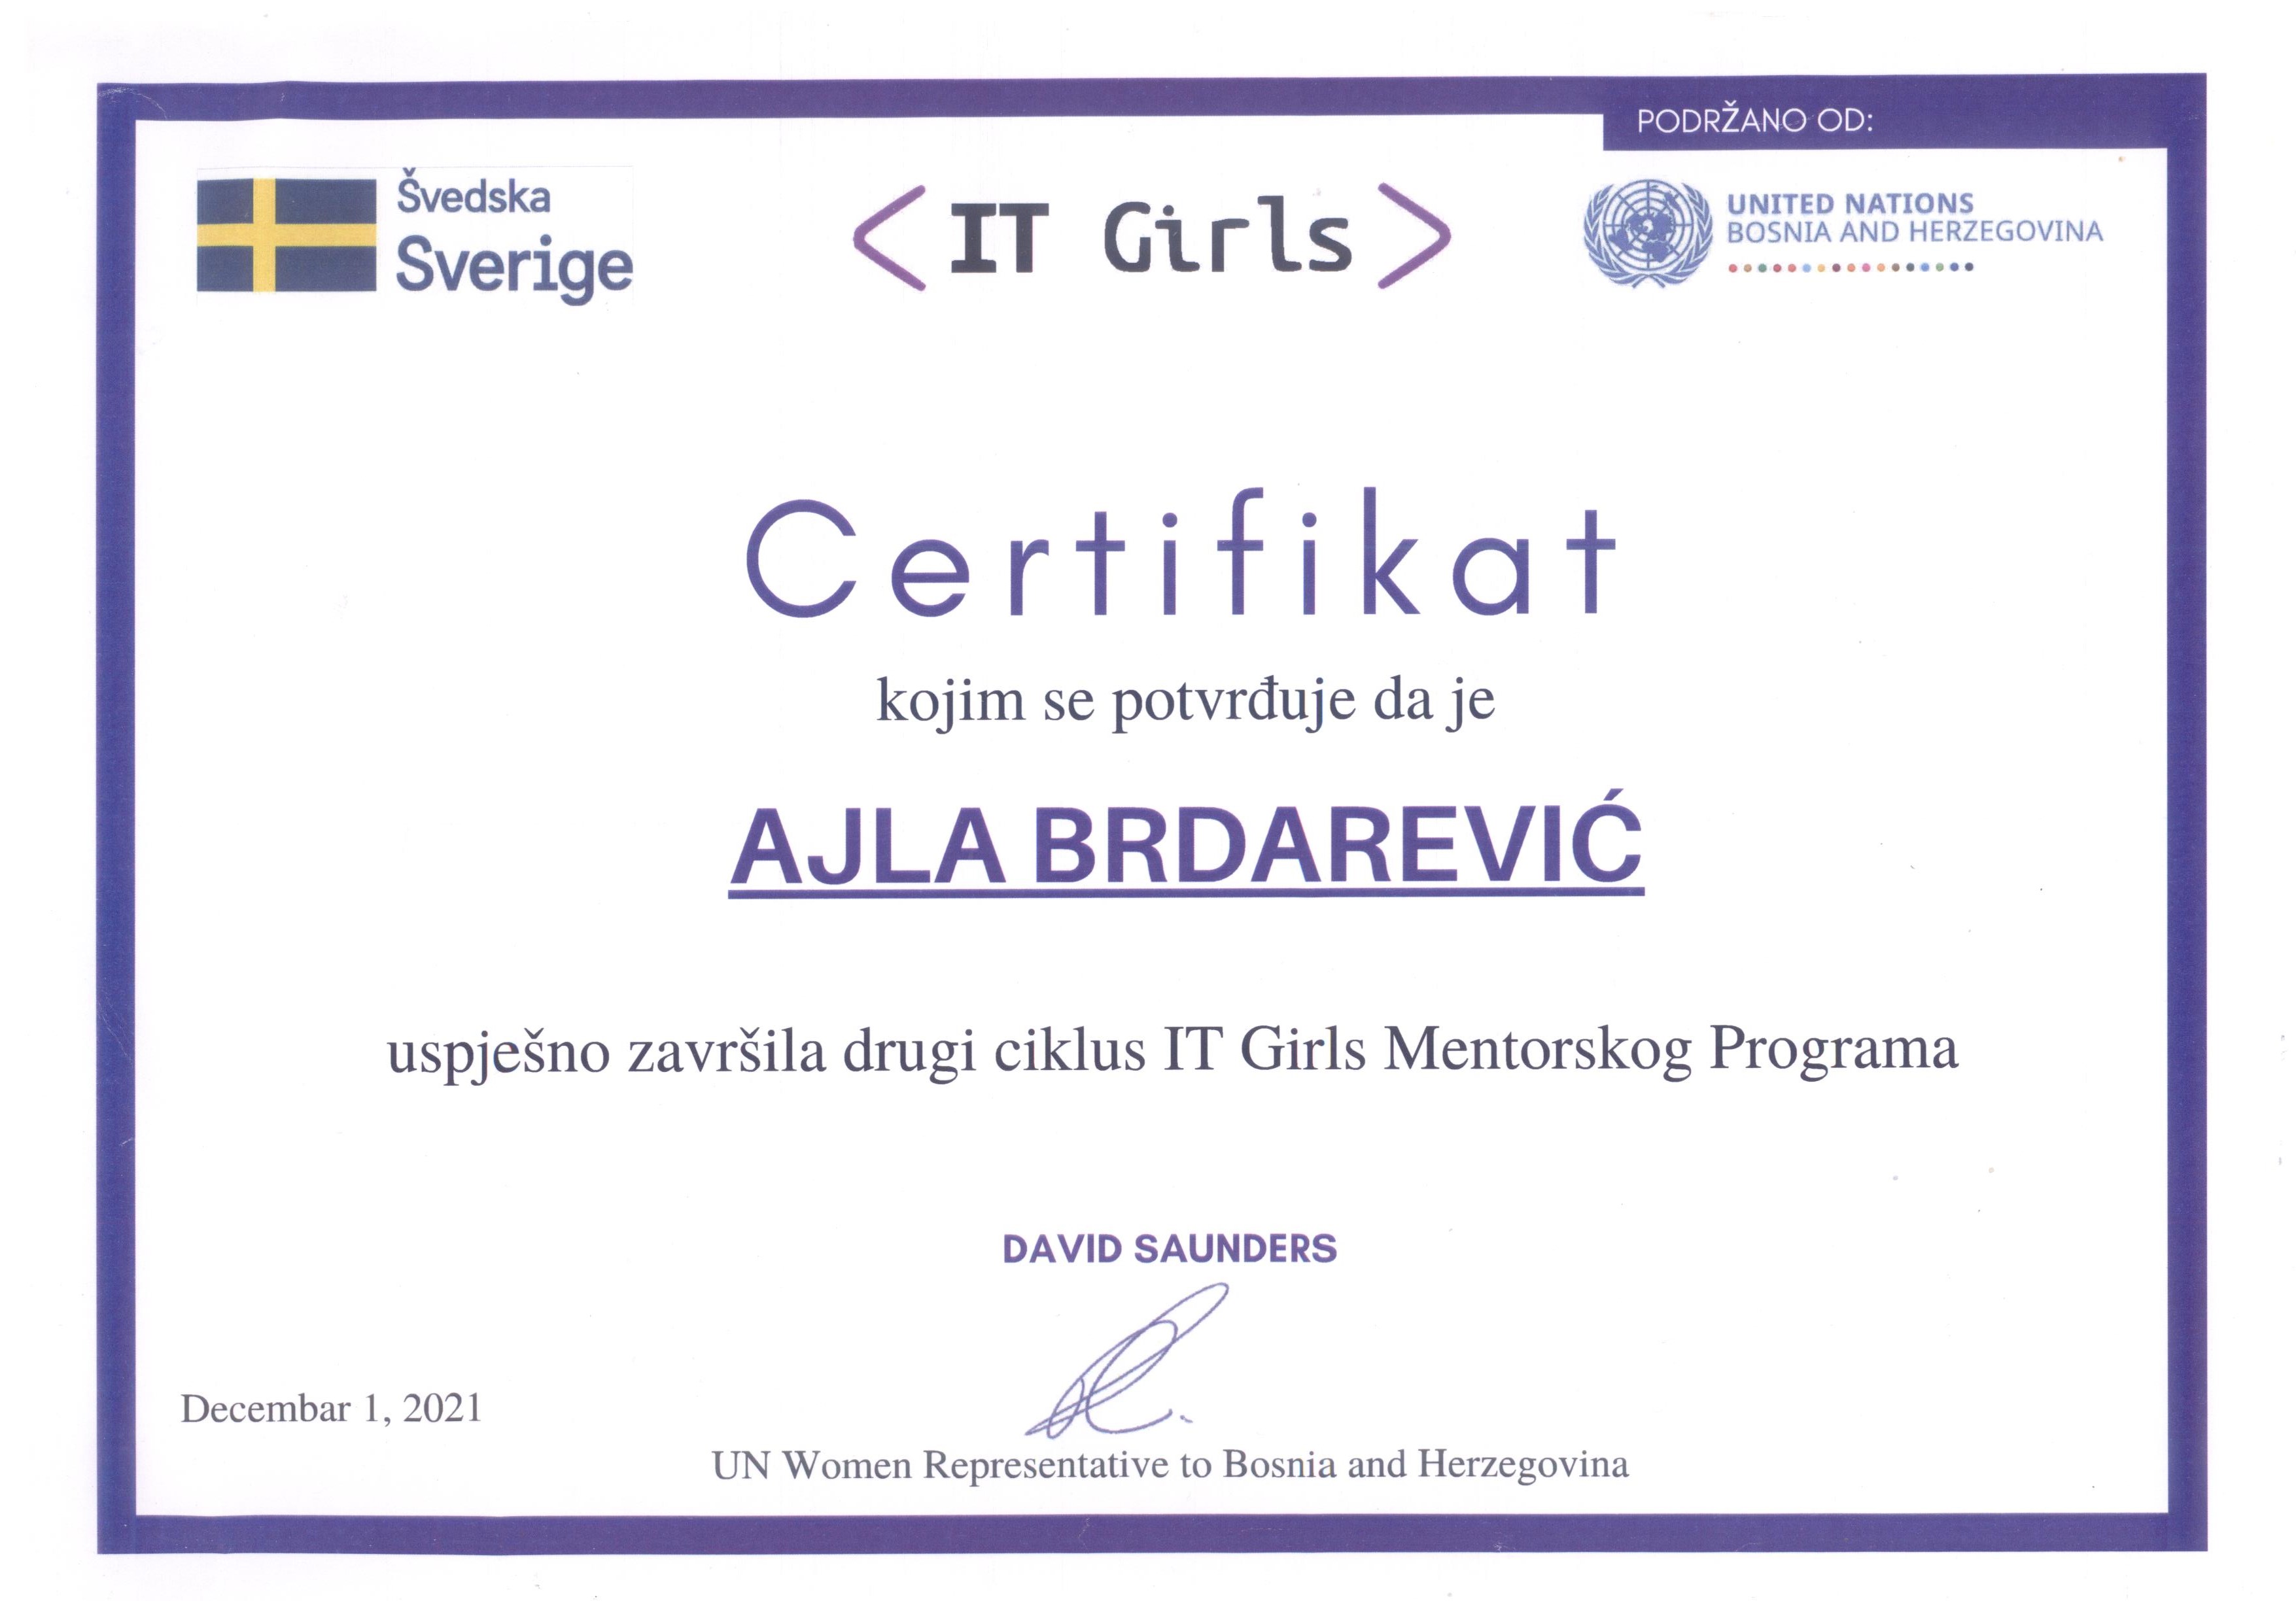 PODRŽANO OD:
Švedska
Sverige
<IT Girls>
UNITED NATIONS
BOSNIA AND HERZEGOVINA
Certifikat
kojim se potvrđuje da je
AJLA BRDAREVIĆ
uspješno završila drugi ciklus IT Girls Mentorskog Programa
DAVID SAUNDERS
Decembar 1, 2021
UN Women Representative to Bosnia and Herzegovina